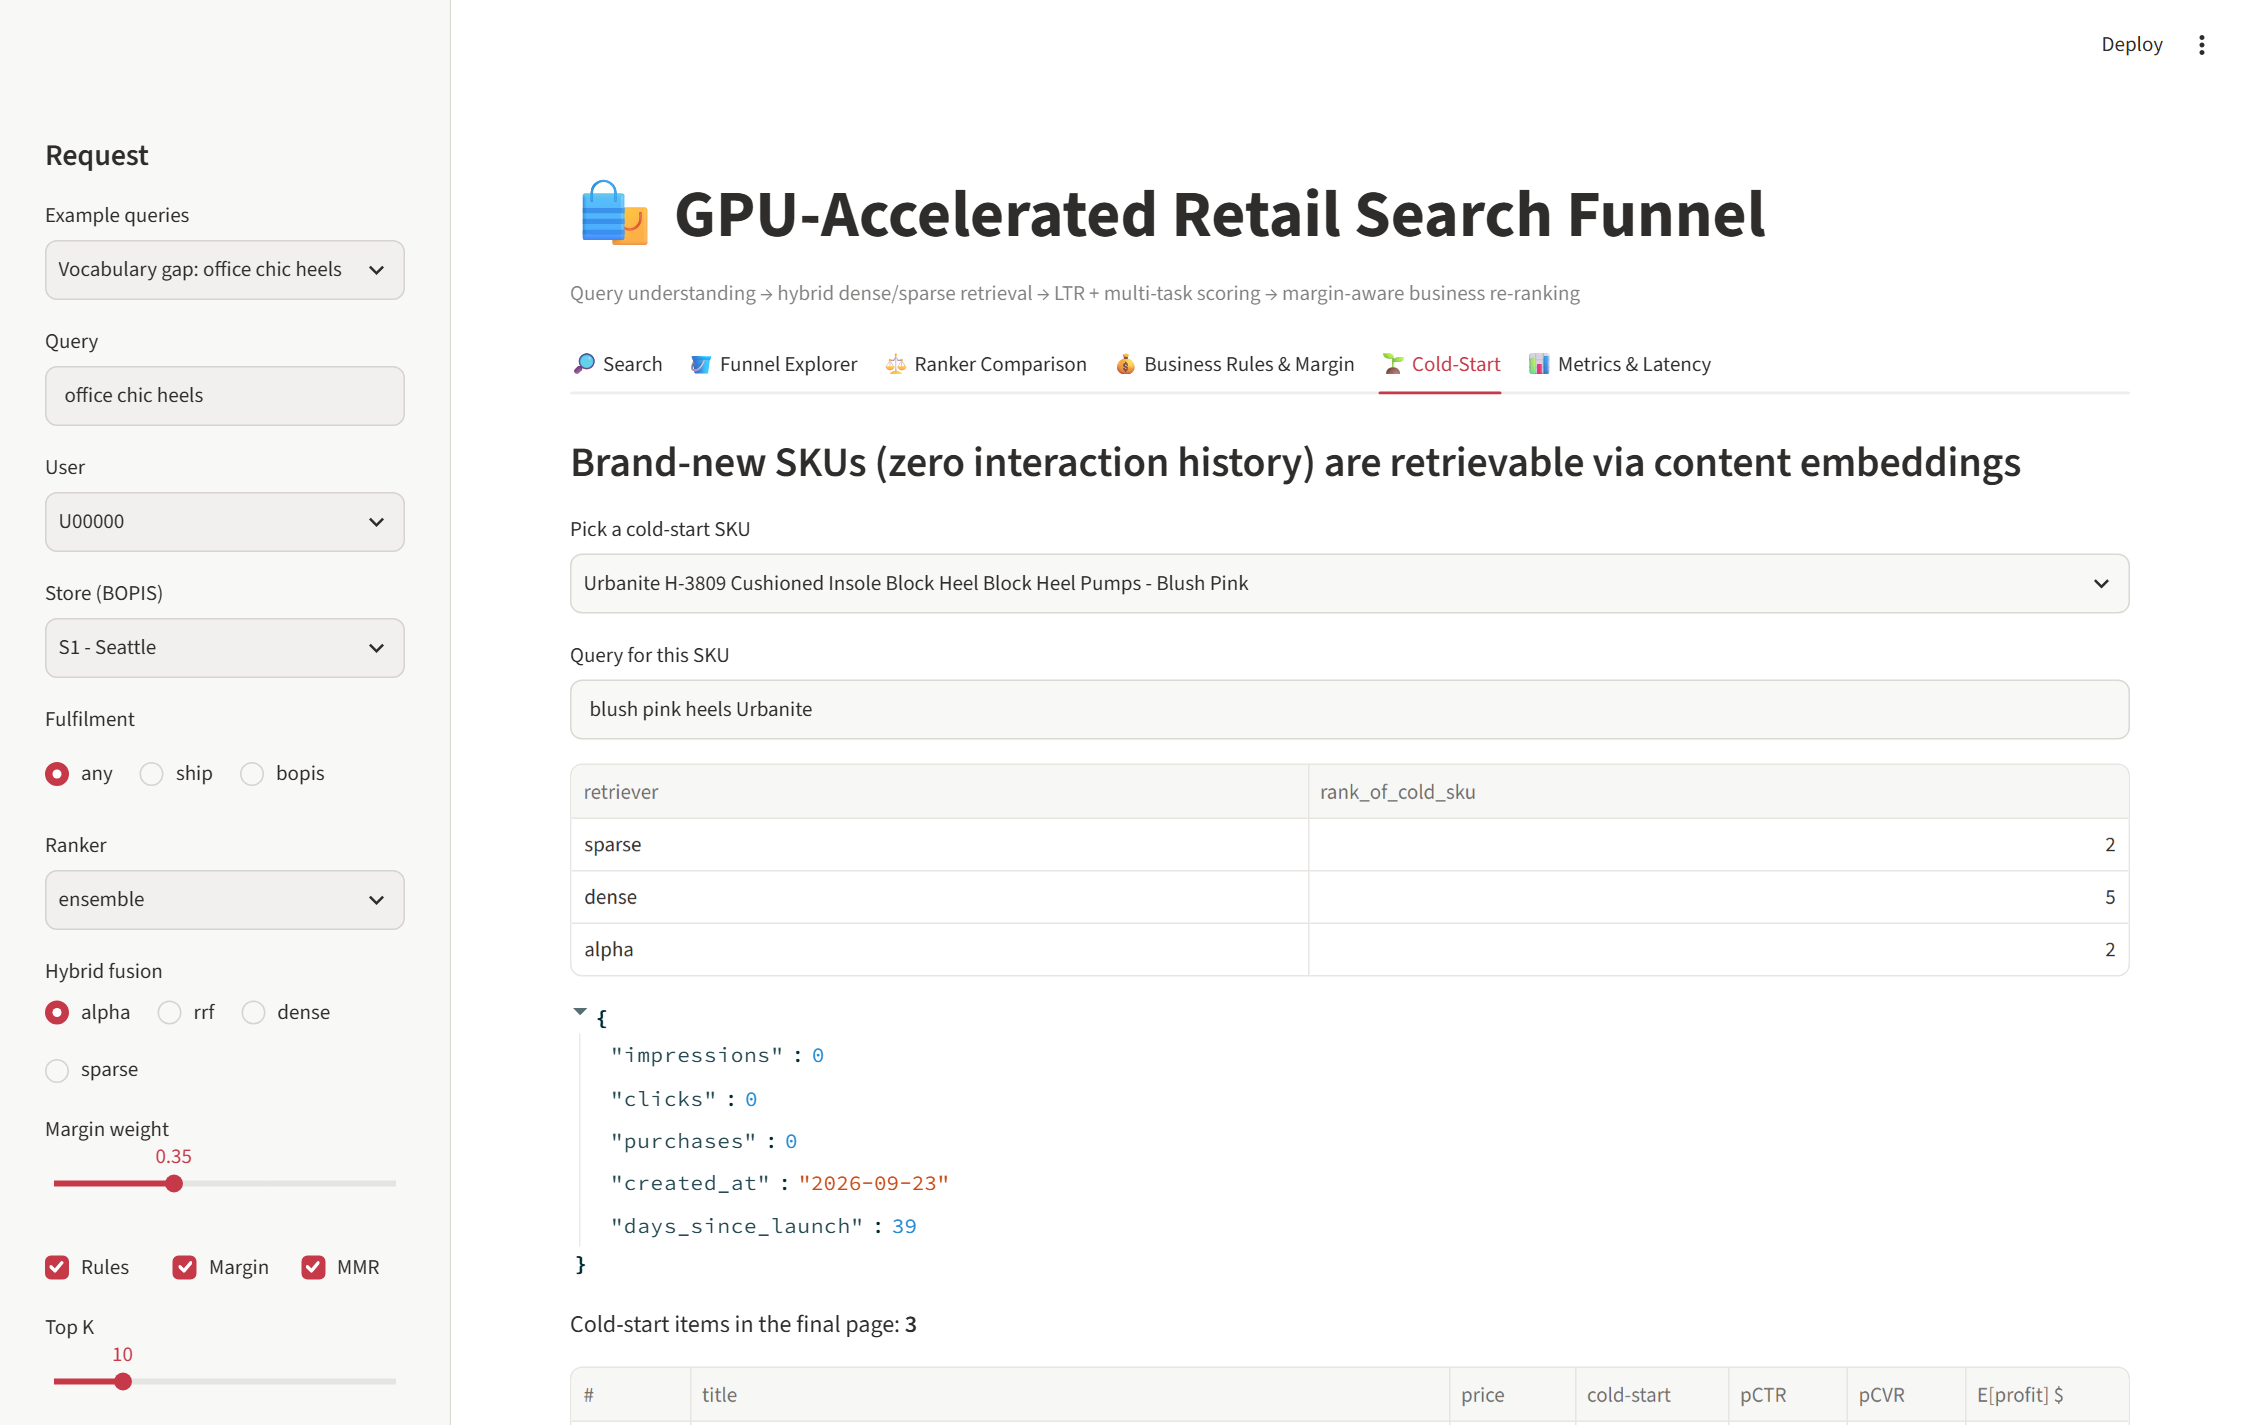 Deploy
Request
Example queries
Vocabulary gap: office chic heels
Query
office chic heels
User
U00000
Store (BOPIS)
S1 - Seattle
Fulfilment
any ship bopis
Ranker
ensemble
Hybrid fusion
alpha rrf dense
sparse
Margin weight
0.35
Rules Margin MMR
Top K
10
GPU-Accelerated Retail Search Funnel
Query understanding → hybrid dense/sparse retrieval → LTR + multi-task scoring → margin-aware business re-ranking
Search Funnel Explorer Ranker Comparison Business Rules & Margin Cold-Start Metrics & Latency
Brand-new SKUs (zero interaction history) are retrievable via content embeddings
Pick a cold-start SKU
Urbanite H-3809 Cushioned Insole Block Heel Block Heel Pumps - Blush Pink
Query for this SKU
blush pink heels Urbanite
retriever rank_of_cold_sku
sparse 2
dense 5
alpha 2
{
"impressions" : 0
"clicks" : 0
"purchases" : 0
"created_at" : "2026-09-23"
"days_since_launch" : 39
}
Cold-start items in the final page: 3
# title price cold-start pCTR pCVR E[profit] $